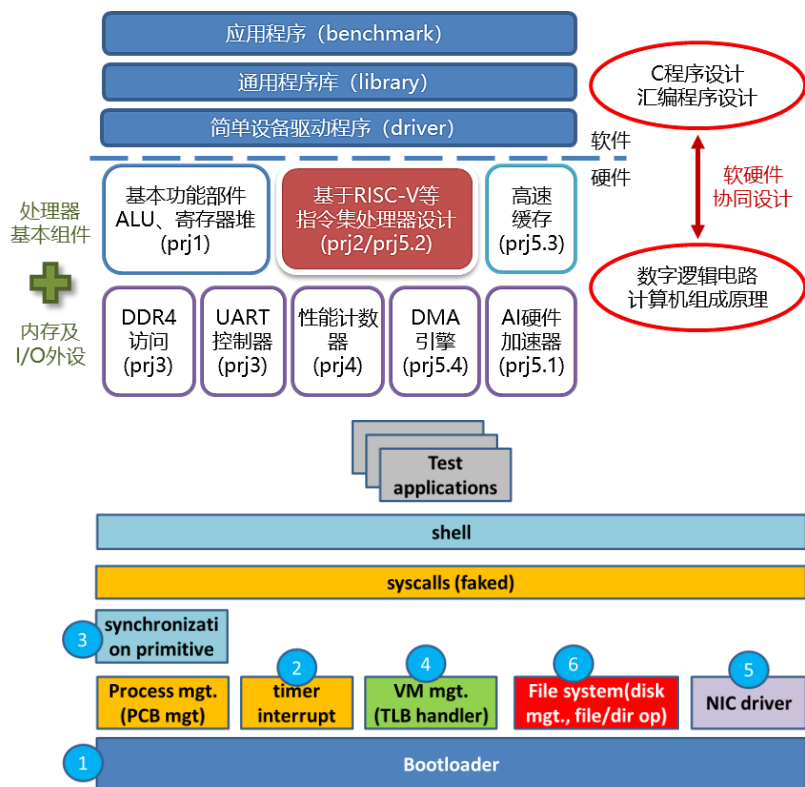 应用程序（benchmark）
通用程序库（library）
简单设备驱动程序（driver）
软件
硬件
C程序设计
汇编程序设计
软硬件
协同设计
数字逻辑电路
计算机组成原理
处理器
基本组件
内存及
I/O外设
基本功能部件
ALU、寄存器堆
(prj1)
基于RISC-V等
指令集处理器设计
(prj2/prj5.2)
高速
缓存
(prj5.3)
DDR4
访问
(prj3)
UART
控制器
(prj3)
性能计数
器
(prj4)
DMA
引擎
(prj5.4)
AI硬件
加速器
(prj5.1)
Test
applications
shell
syscalls (faked)
3
synchronizati
on primitive
2
4
6
5
Process mgt.
(PCB mgt)
timer
interrupt
VM mgt.
(TLB handler)
File system(disk
mgt., file/dir op)
NIC driver
1
Bootloader